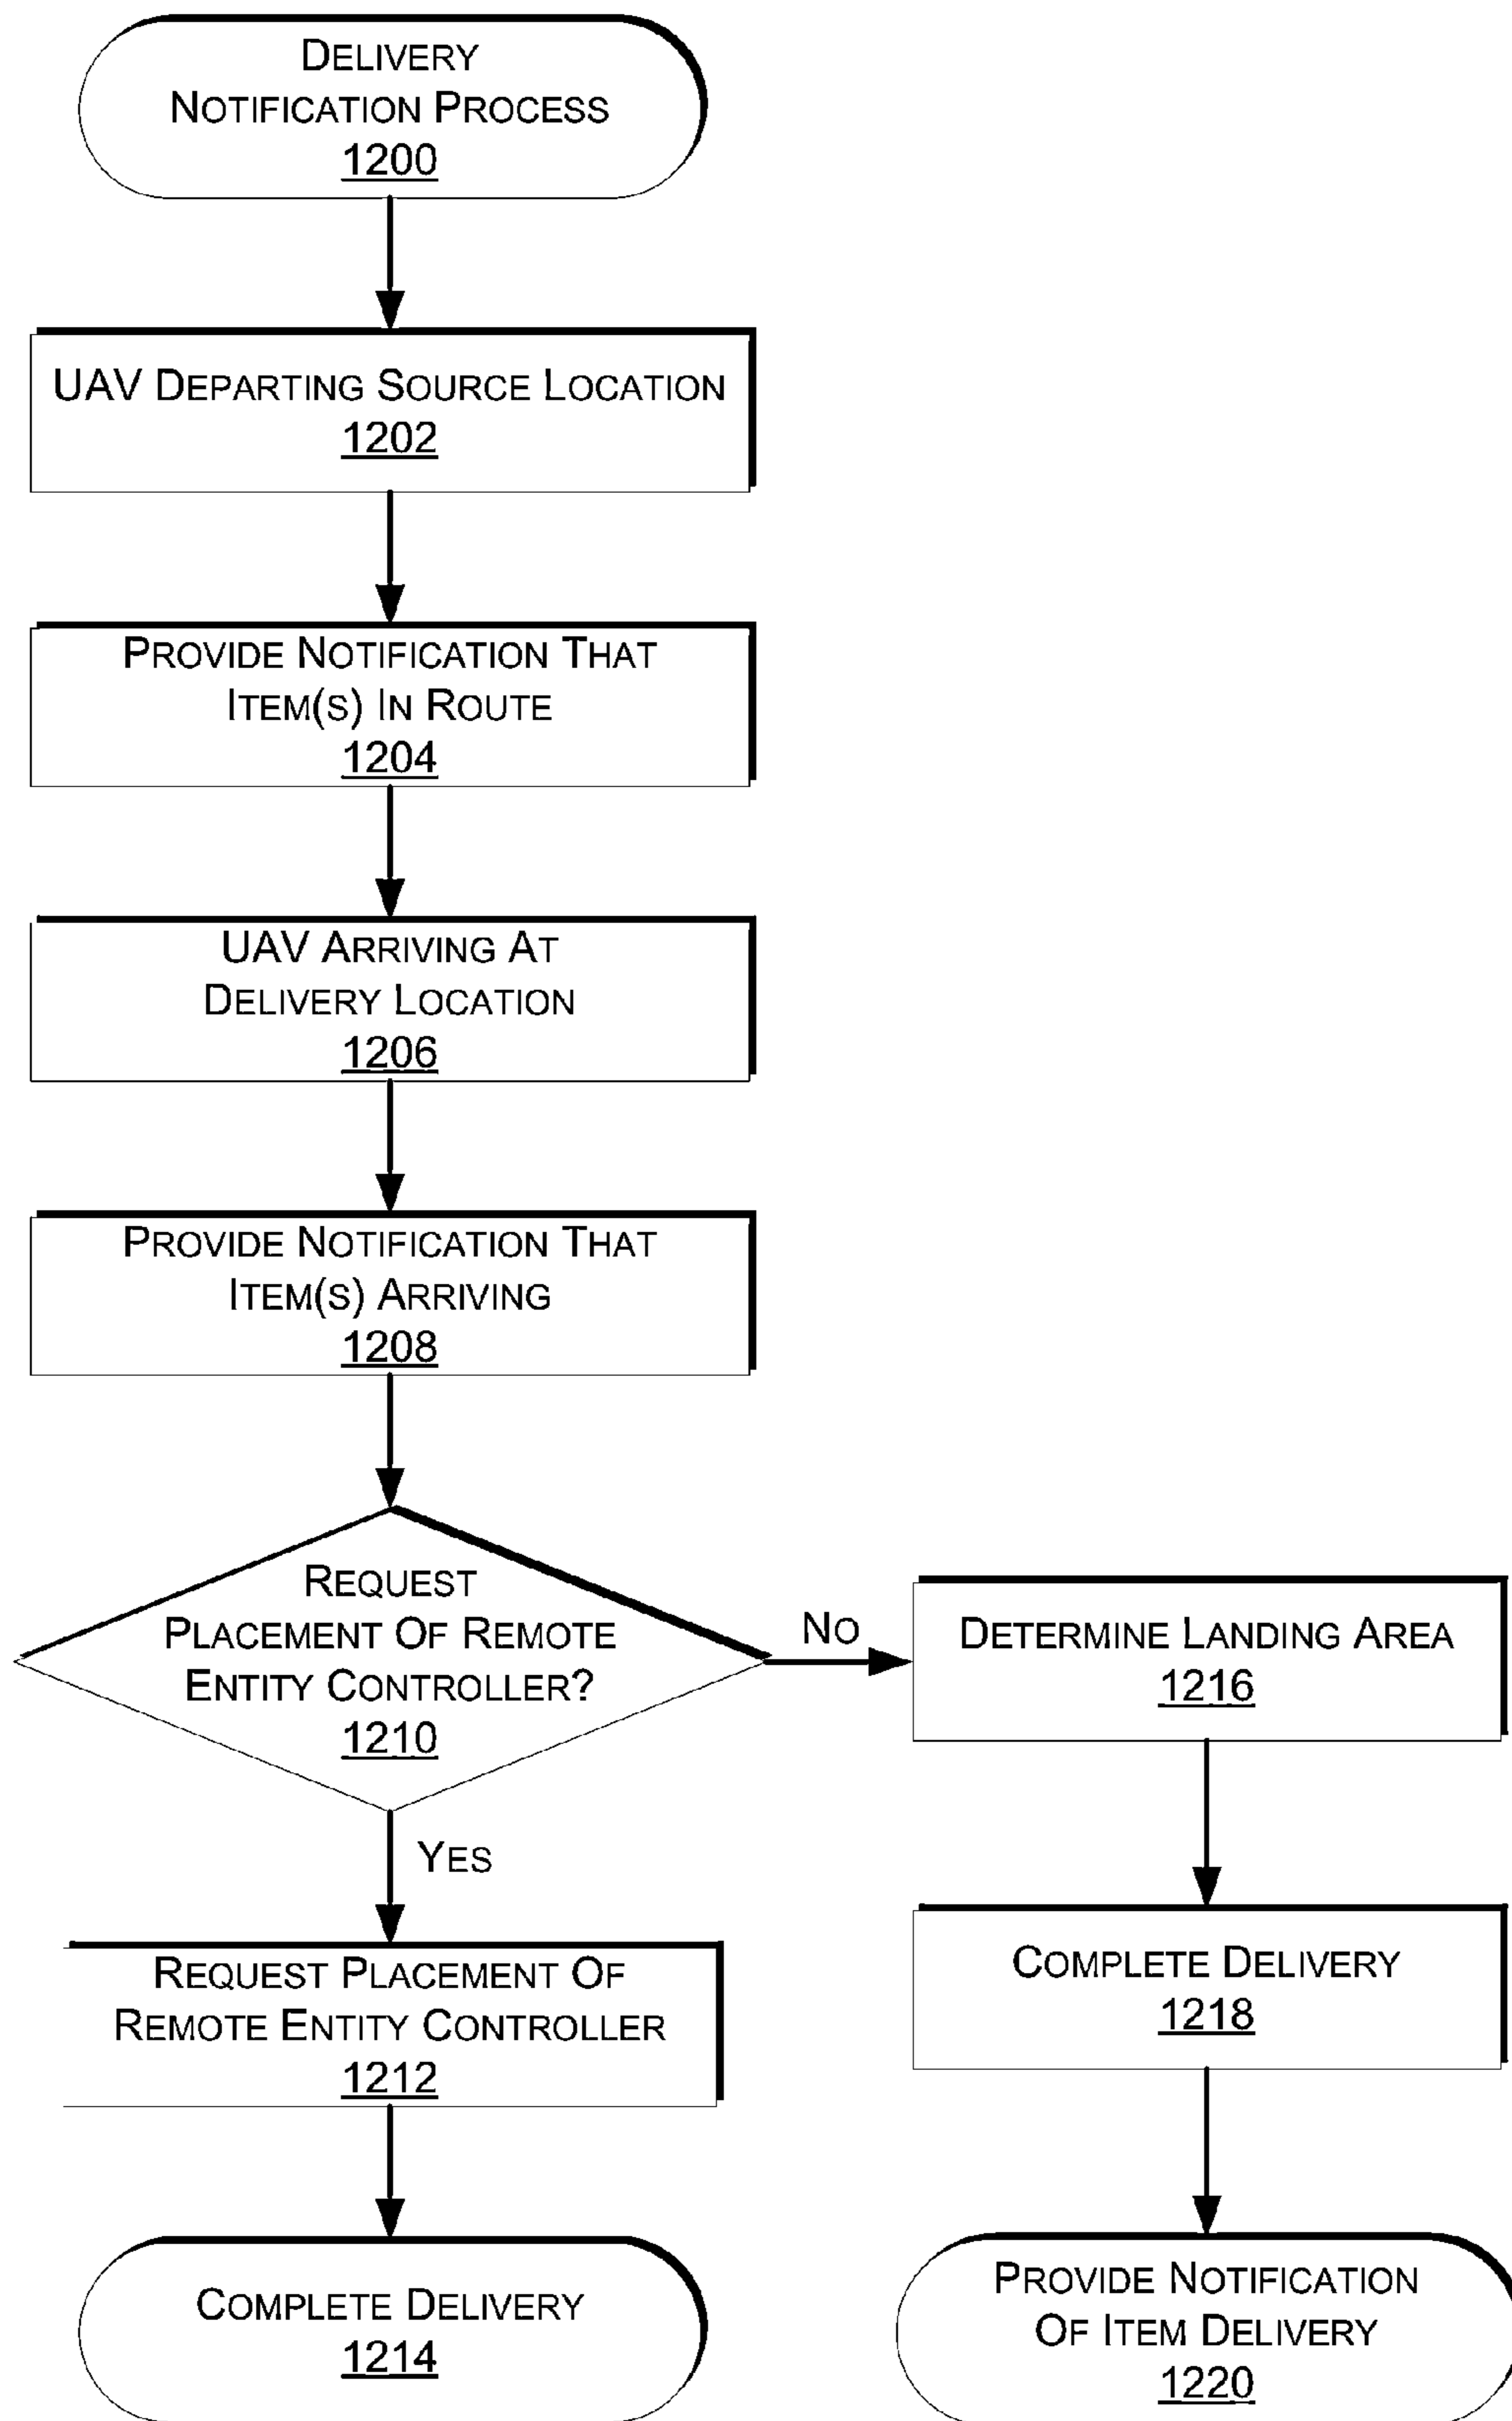 DELIVERY
NOTIFICATION PROCESS
1200
UAV DEPARTING SOURCE LOCATION
1202
PROVIDE NOTIFICATION THAT
ITEM(S) IN ROUTE
1204
UAV ARRIVING AT
DELIVERY LOCATION
1206
PROVIDE NOTIFICATION THAT
ITEM(S) ARRIVING
1208
REQUEST
PLACEMENT OF REMOTE
ENTITY CONTROLLER?
1210
NO
DETERMINE LANDING AREA
1216
YES
REQUEST PLACEMENT OF
REMOTE ENTITY CONTROLLER
1212
COMPLETE DELIVERY
1218
COMPLETE DELIVERY
1214
PROVIDE NOTIFICATION
OF ITEM DELIVERY
1220